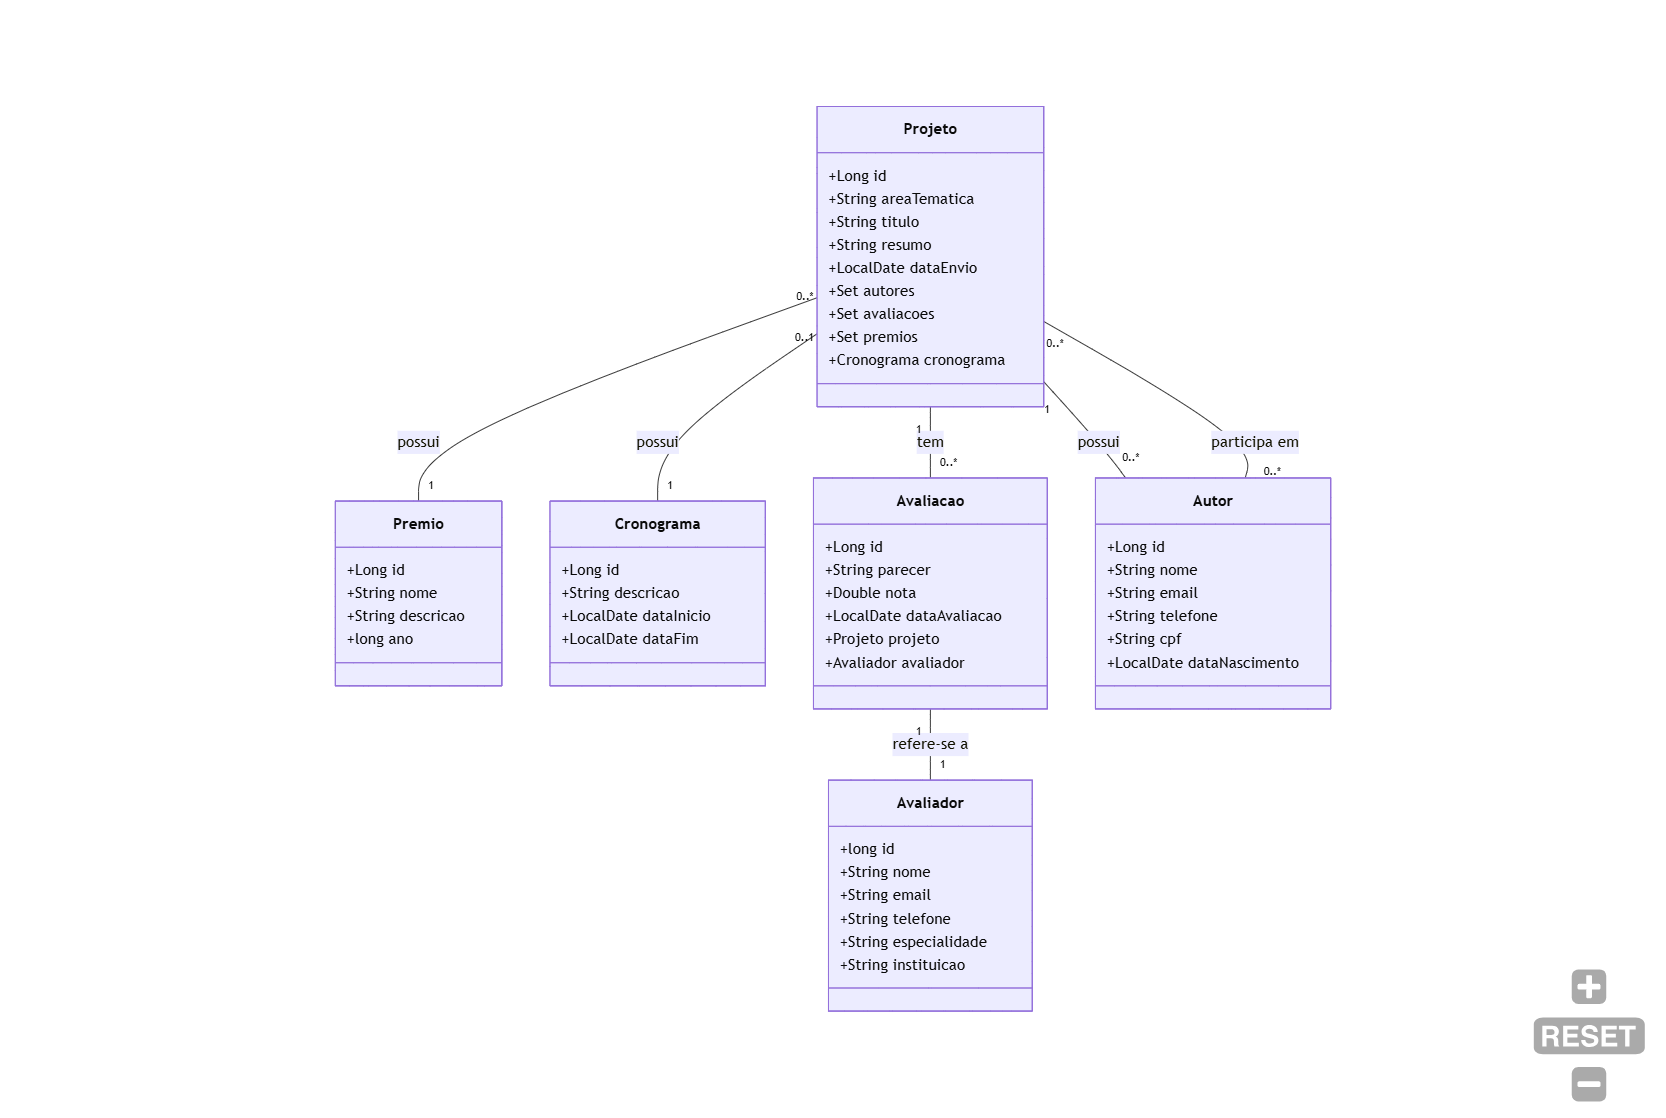 Projeto
+Long id
+String areaTematica
+String titulo
+String resumo
+LocalDate dataEnvio
+Set autores
+Set avaliacoes
+Set premios
+Cronograma cronograma
0..*
0..1
0..*
1
1
possui
possui
tem
possui
participa em
1
1
0..*
0..*
0..*
Premio
+Long id
+String nome
+String descricao
+long ano
Cronograma
+Long id
+String descricao
+LocalDate dataInicio
+LocalDate dataFim
Avaliacao
+Long id
+String parecer
+Double nota
+LocalDate dataAvaliacao
+Projeto projeto
+Avaliador avaliador
Autor
+Long id
+String nome
+String email
+String telefone
+String cpf
+LocalDate dataNascimento
1
refere-se a
1
Avaliador
+long id
+String nome
+String email
+String telefone
+String especialidade
+String instituicao
RESET